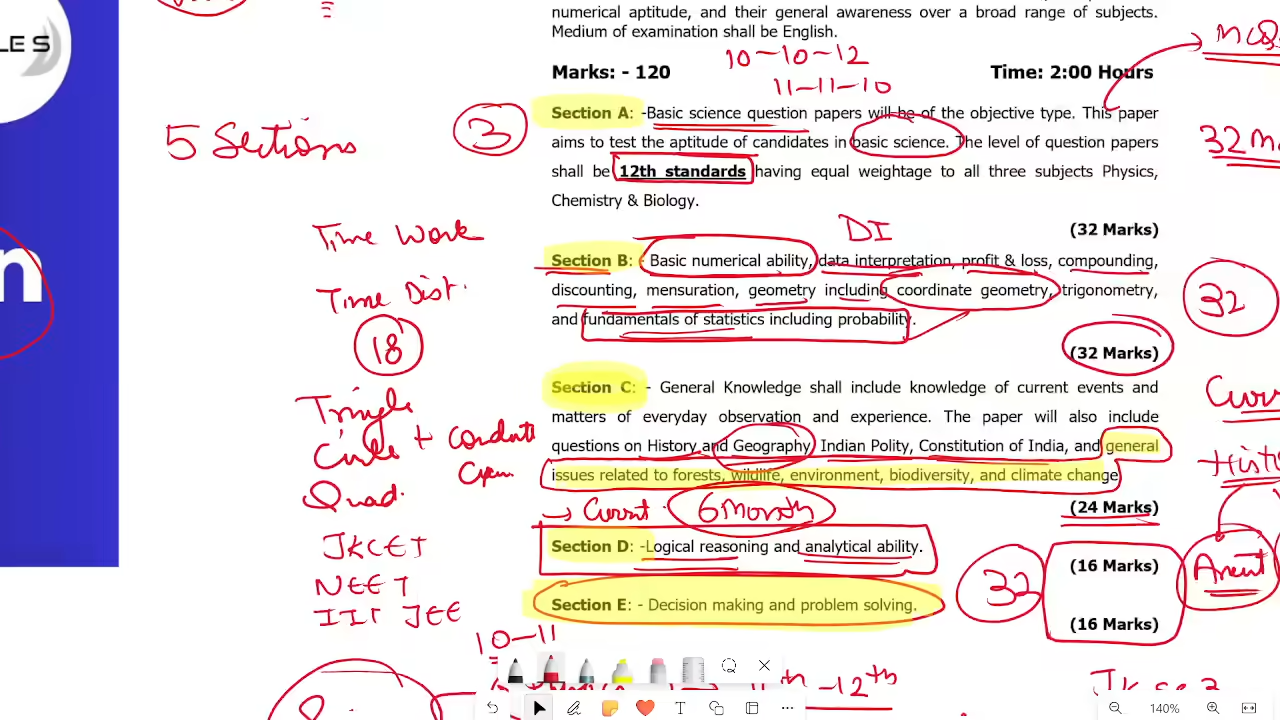 numerical aptitude, and their general awareness over a broad range of subjects.
Medium of examination shall be English.
LE S
10-10-12
Marks: - 120
Time: 2:00 Hours
11-11-10
Section A: -Basic science question papers will be of the objective type. This paper
aims to test the aptitude of candidates in basic science. The level of question papers
shall be 12th standards having equal weightage to all three subjects Physics,
Chemistry & Biology.
5 Sections
3
Time Work
DI
(32 Marks)
Section B: - Basic numerical ability, data interpretation, profit & loss, compounding,
discounting, mensuration, geometry including coordinate geometry, trigonometry,
and fundamentals of statistics including probability.
Time Dist.
32
18
(32 Marks)
Section C: - General Knowledge shall include knowledge of current events and
matters of everyday observation and experience. The paper will also include
questions on History and Geography Indian Polity, Constitution of India, and general
issues related to forests, wildlife, environment, biodiversity, and climate change
Circle +
Quad.
→ Current. 6 Month
(24 Marks)
JKCET
Section D: -Logical reasoning and analytical ability.
32
(16 Marks)
NEET
IIT JEE
Section E: - Decision making and problem solving.
(16 Marks)
10-11
11th -12th
140%